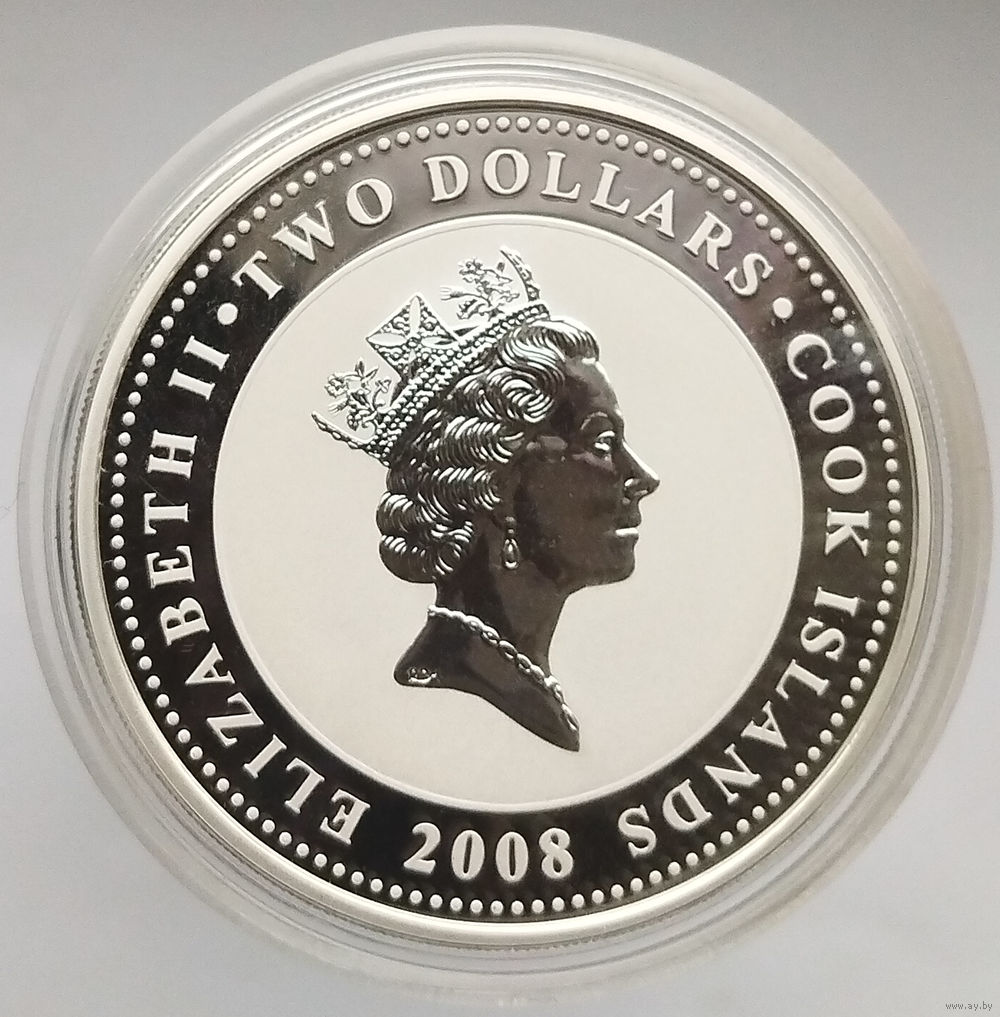 ELIZABETH II • TWO DOLLARS • COOK ISLANDS
2008
www.ay.by